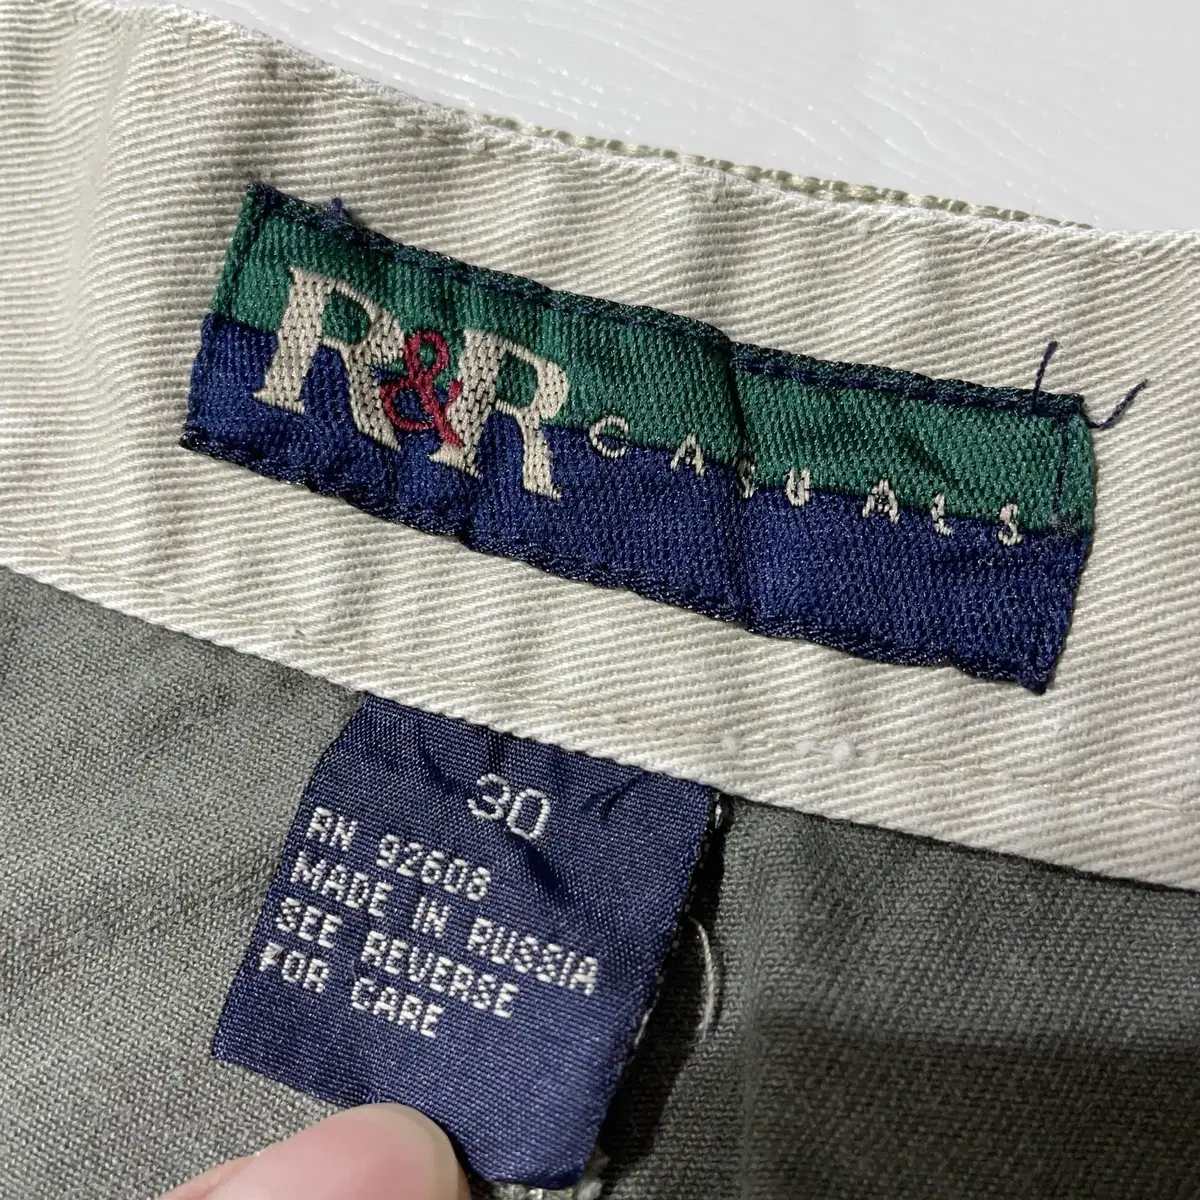 R&R CASUALS
30
RN 92608
MADE IN RUSSIA
SEE REVERSE
FOR CARE